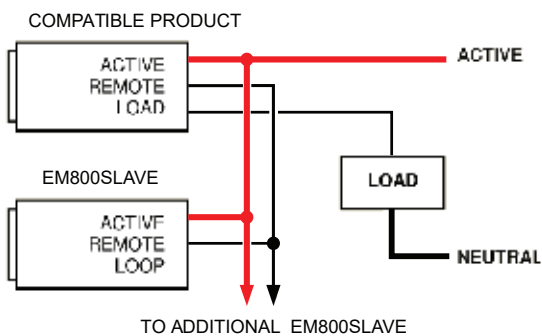 COMPATIBLE PRODUCT
ACTIVE
REMOTE
LOAD
ACTIVE
EM800SLAVE
LOAD
ACTIVE
REMOTE
LOOP
NEUTRAL
TO ADDITIONAL EM800SLAVE